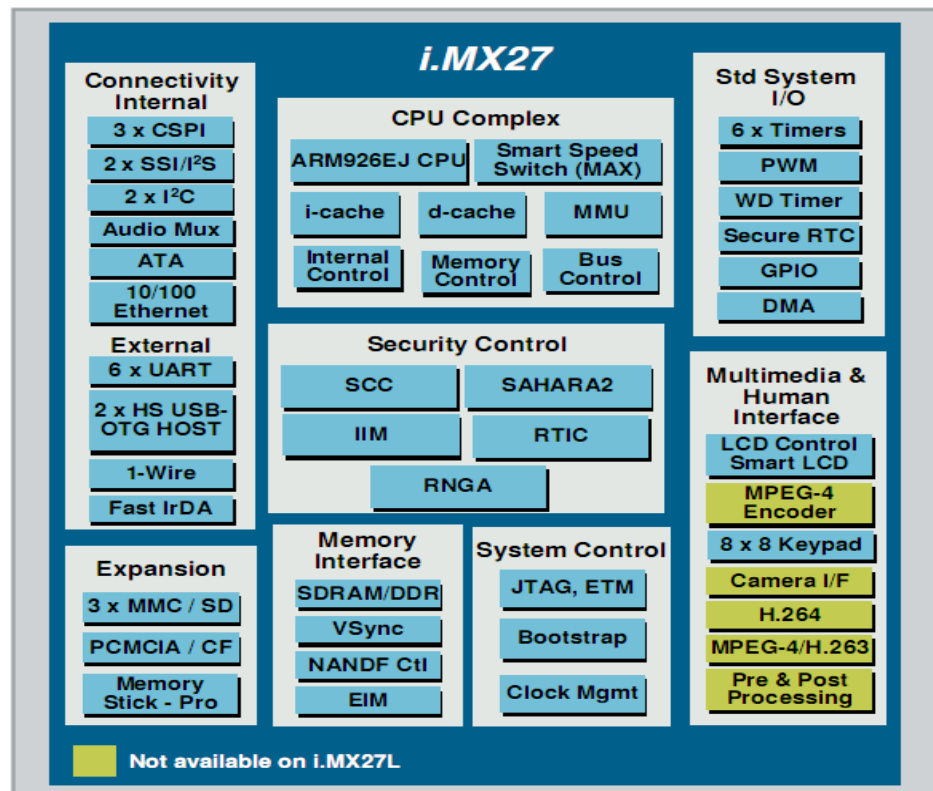 i.MX27
Connectivity
Internal
3 x CSPI
2 x SSI/I²S
2 x I²C
Audio Mux
ATA
10/100
Ethernet
External
6 x UART
2 x HS USB-
OTG HOST
1-Wire
Fast IrDA
Expansion
3 x MMC / SD
PCMCIA / CF
Memory
Stick - Pro
CPU Complex
ARM926EJ CPU
Smart Speed
Switch (MAX)
i-cache
d-cache
MMU
Internal
Control
Memory
Control
Bus
Control
Security Control
SCC
SAHARA2
IIM
RTIC
RNGA
Memory
Interface
SDRAM/DDR
VSync
NANDF Ctl
EIM
System Control
JTAG, ETM
Bootstrap
Clock Mgmt
Std System
I/O
6 x Timers
PWM
WD Timer
Secure RTC
GPIO
DMA
Multimedia &
Human
Interface
LCD Control
Smart LCD
MPEG-4
Encoder
8 x 8 Keypad
Camera I/F
H.264
MPEG-4/H.263
Pre & Post
Processing
Not available on i.MX27L